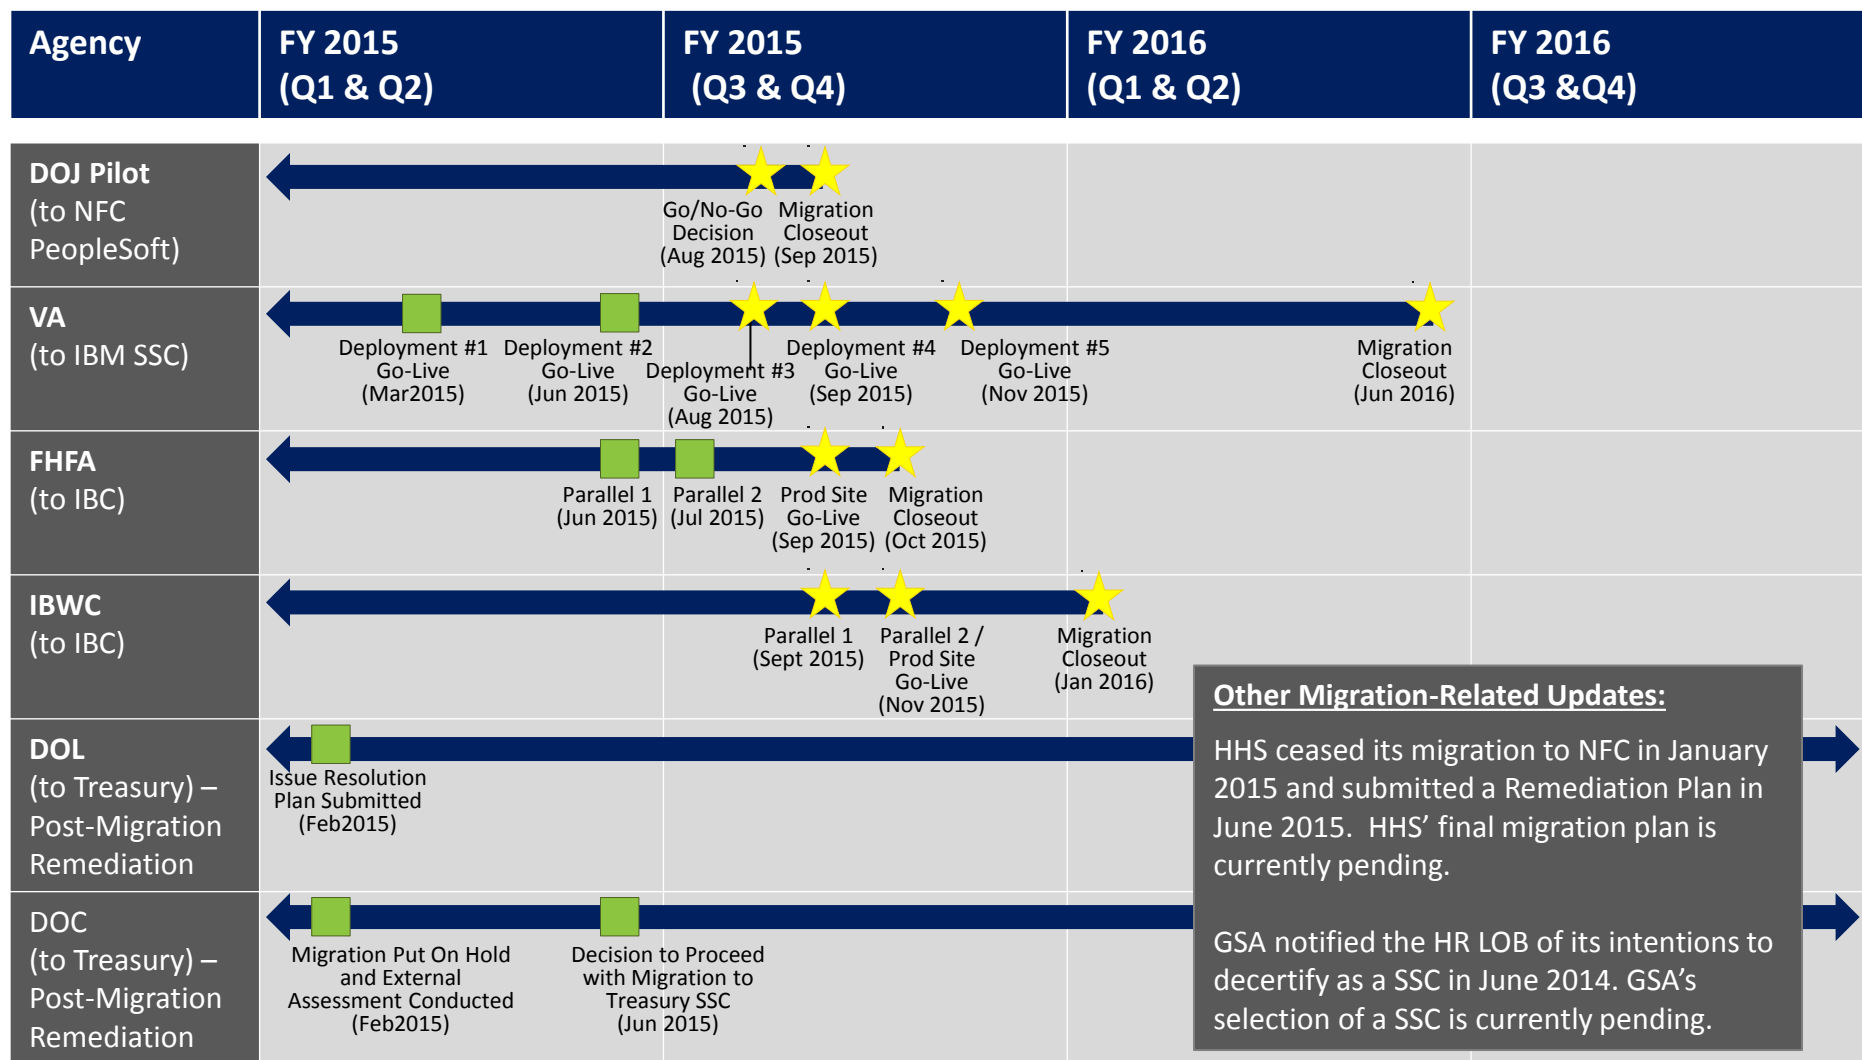 Agency
FY 2015
(Q1 & Q2)
FY 2015
(Q3 & Q4)
FY 2016
(Q1 & Q2)
FY 2016
(Q3 &Q4)
DOJ Pilot
(to NFC
PeopleSoft)
Go/No-Go
Decision
(Aug 2015)
Migration
Closeout
(Sep 2015)
VA
(to IBM SSC)
Deployment #1
Go-Live
(Mar2015)
Deployment #2
Go-Live
(Jun 2015)
Deployment #3
Go-Live
(Aug 2015)
Deployment #4
Go-Live
(Sep 2015)
Deployment #5
Go-Live
(Nov 2015)
Migration
Closeout
(Jun 2016)
FHFA
(to IBC)
Parallel 1
(Jun 2015)
Parallel 2
(Jul 2015)
Prod Site
Go-Live
(Sep 2015)
Migration
Closeout
(Oct 2015)
IBWC
(to IBC)
Parallel 1
(Sept 2015)
Parallel 2 /
Prod Site
Go-Live
(Nov 2015)
Migration
Closeout
(Jan 2016)
DOL
(to Treasury) –
Post-Migration
Remediation
Issue Resolution
Plan Submitted
(Feb2015)
DOC
(to Treasury) –
Post-Migration
Remediation
Migration Put On Hold
and External
Assessment Conducted
(Feb2015)
Decision to Proceed
with Migration to
Treasury SSC
(Jun 2015)
Other Migration-Related Updates:
HHS ceased its migration to NFC in January
2015 and submitted a Remediation Plan in
June 2015.  HHS' final migration plan is
currently pending.
GSA notified the HR LOB of its intentions to
decertify as a SSC in June 2014. GSA's
selection of a SSC is currently pending.